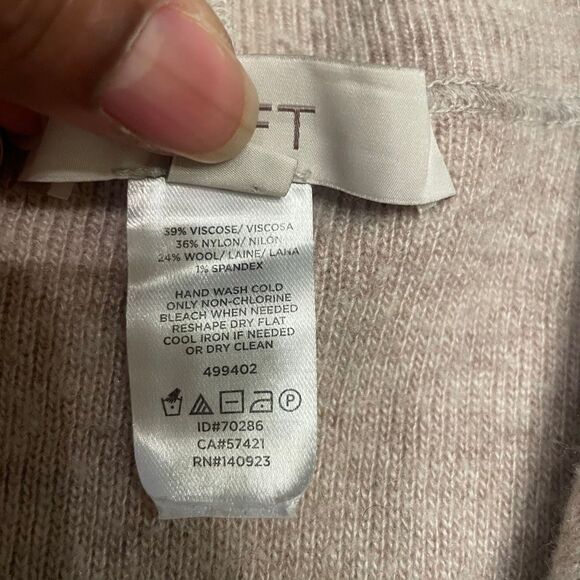 FT
39% VISCOSE/ VISCOSA
36% NYLON/ NILON
24% WOOL/ LAINE/ LANA
1% SPANDEX
HAND WASH COLD
ONLY NON-CHLORINE
BLEACH WHEN NEEDED
RESHAPE DRY FLAT
COOL IRON IF NEEDED
OR DRY CLEAN
499402
P
ID#70286
CA#57421
RN#140923